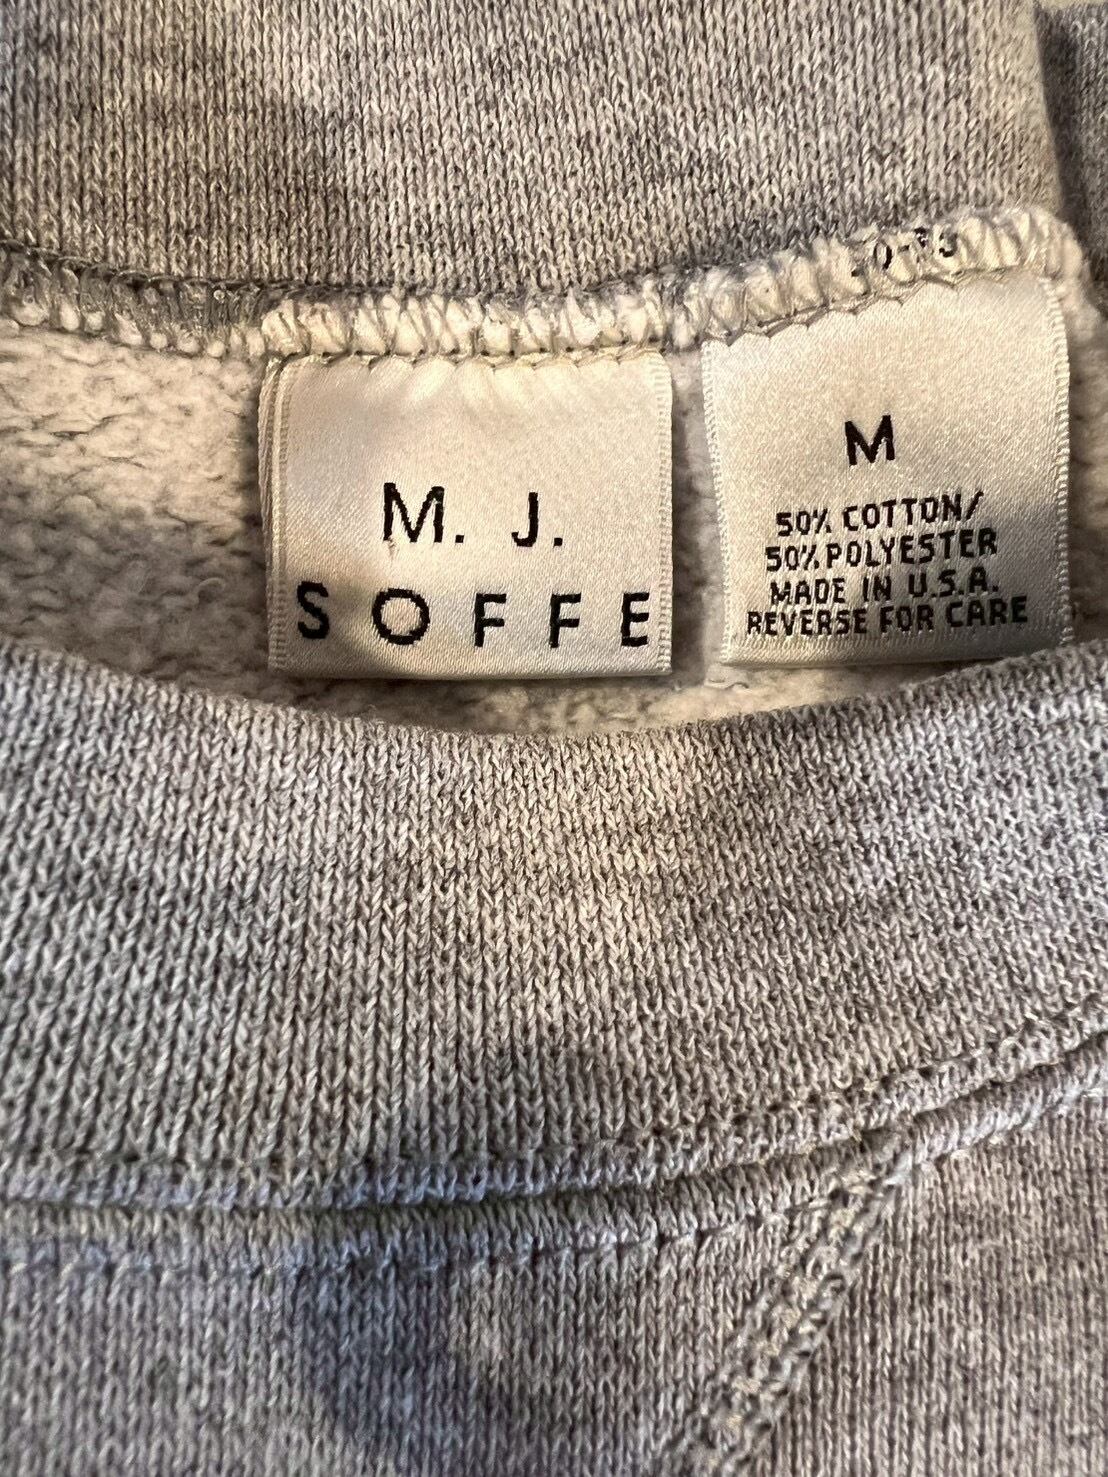 M. J.
SOFFE
M
50% COTTON/
50% POLYESTER
MADE IN U.S.A.
REVERSE FOR CARE